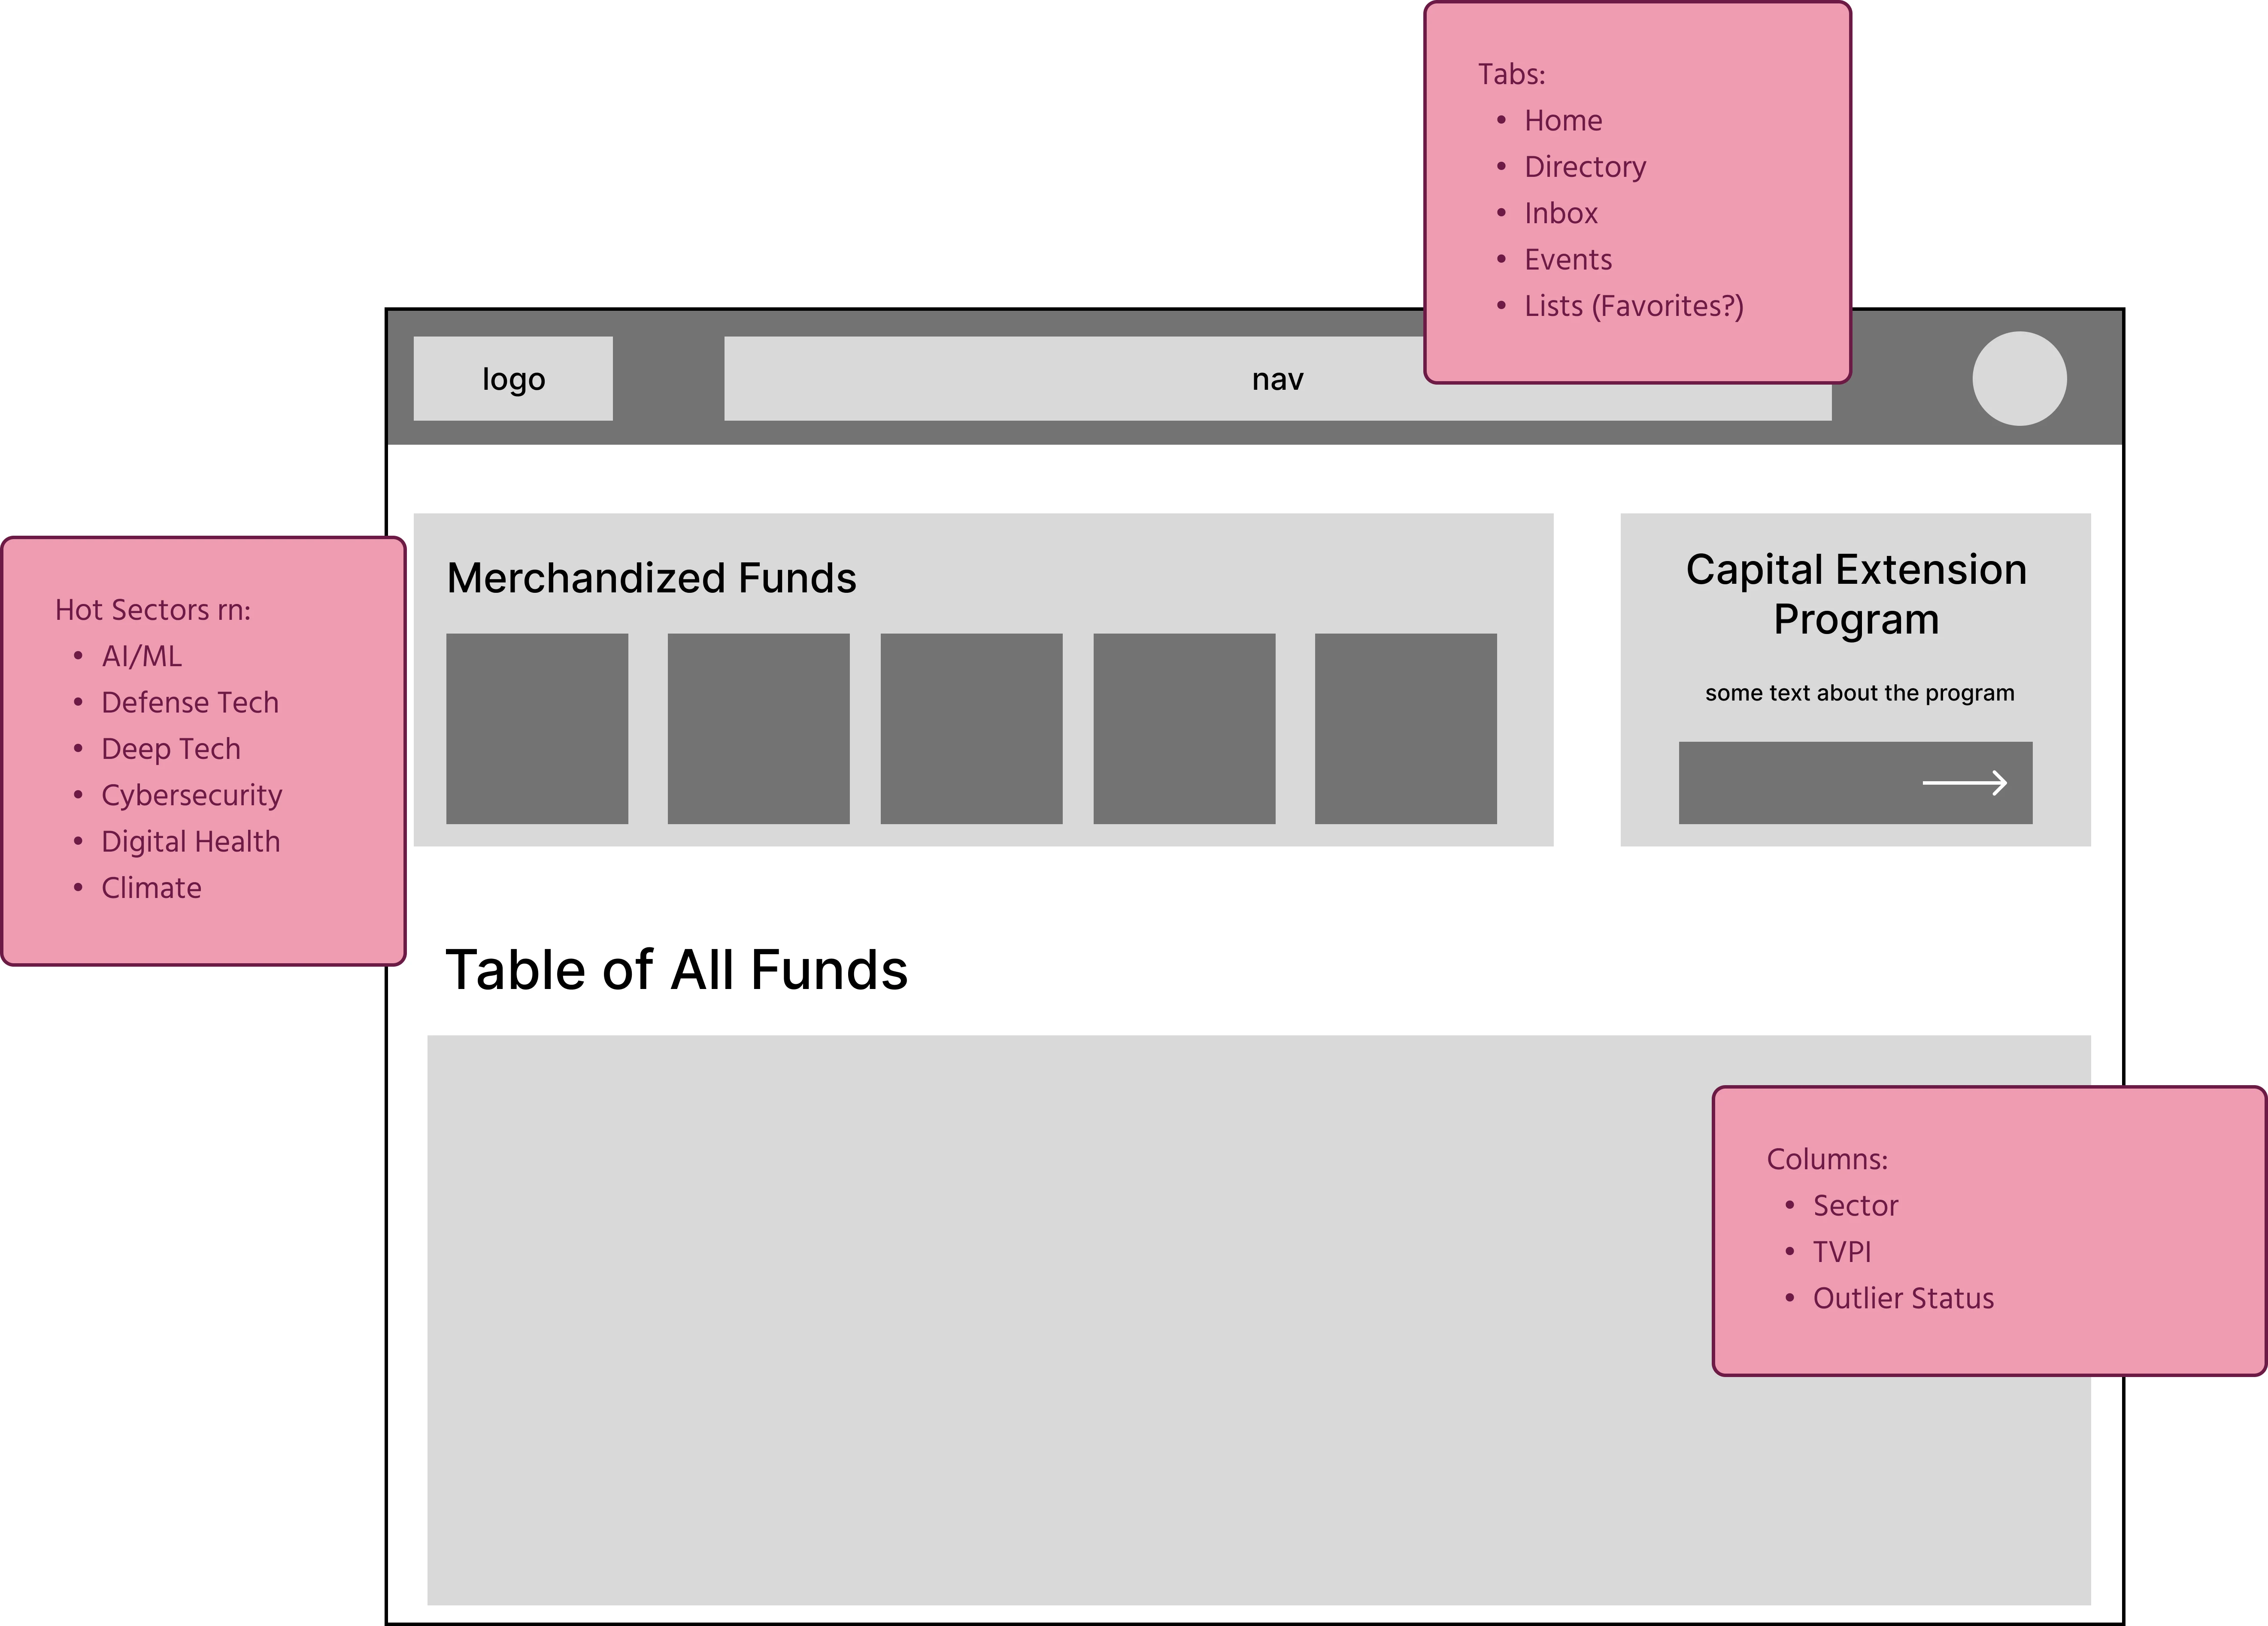 Tabs:
• Home
• Directory
• Inbox
• Events
• Lists (Favorites?)
logo
nav
Hot Sectors rn:
• AI/ML
• Defense Tech
• Deep Tech
• Cybersecurity
• Digital Health
• Climate
Merchandized Funds
Capital Extension
Program
some text about the program
Table of All Funds
Columns:
• Sector
• TVPI
• Outlier Status